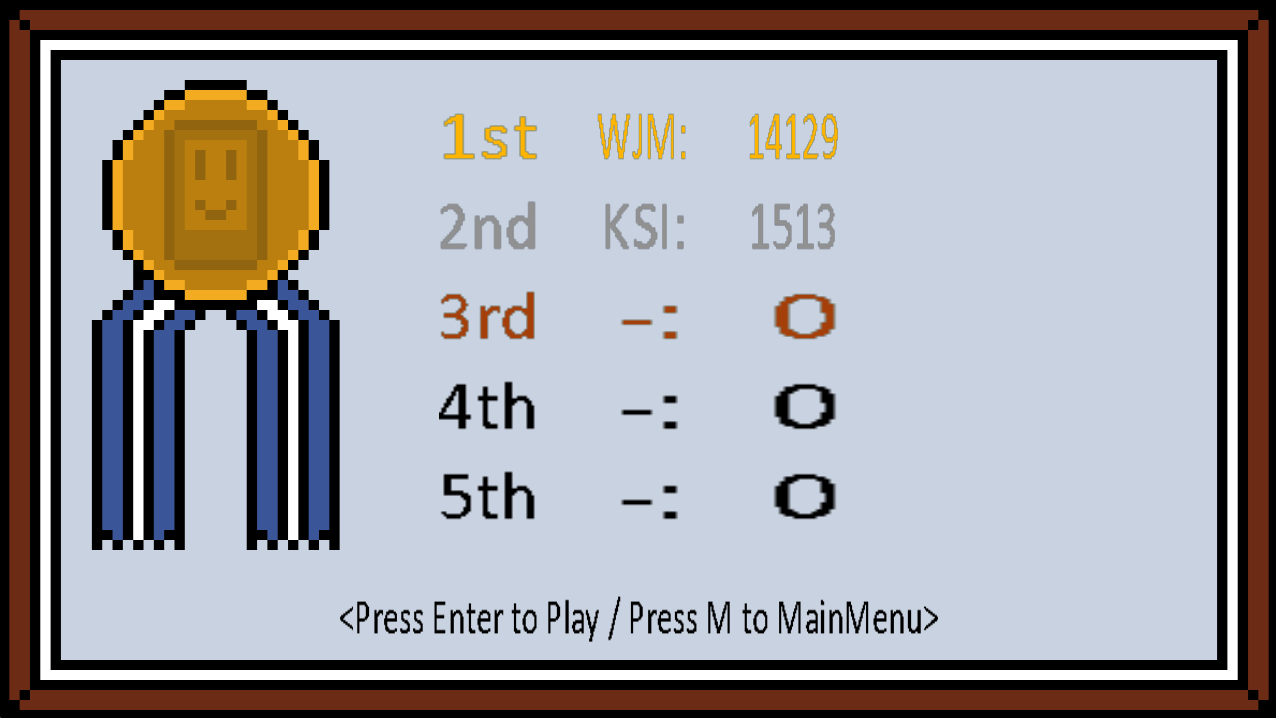 1st WJM: 14129
2nd KSI: 1513
3rd -: 0
4th -: 0
5th -: 0
<Press Enter to Play / Press M to MainMenu>